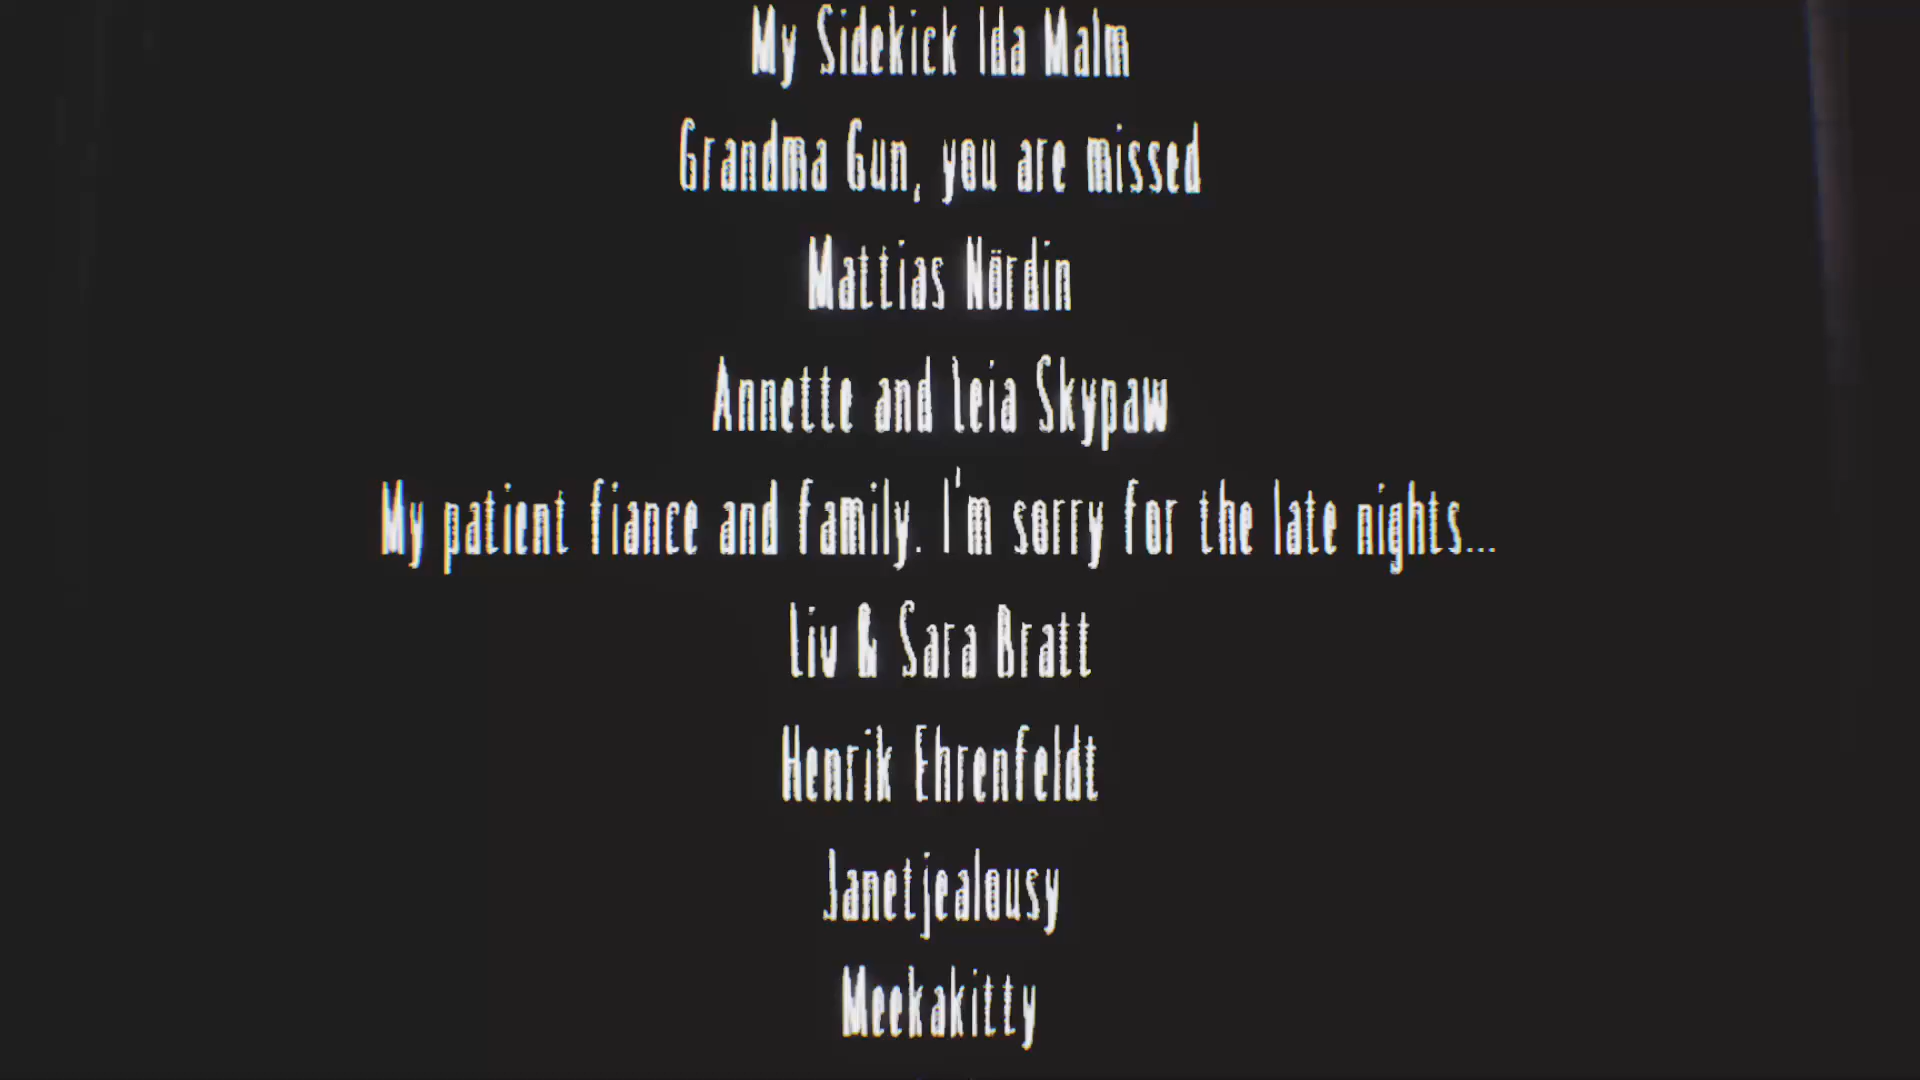 My Sidekick Ida Malm
Grandma Gun, you are missed
Mattias Nördin
Annette and Leia Skypaw
My patient fiance and family. I'm sorry for the late nights...
Liv & Sara Bratt
Henrik Ehrenfeldt
Janetjealousy
Meekakitty